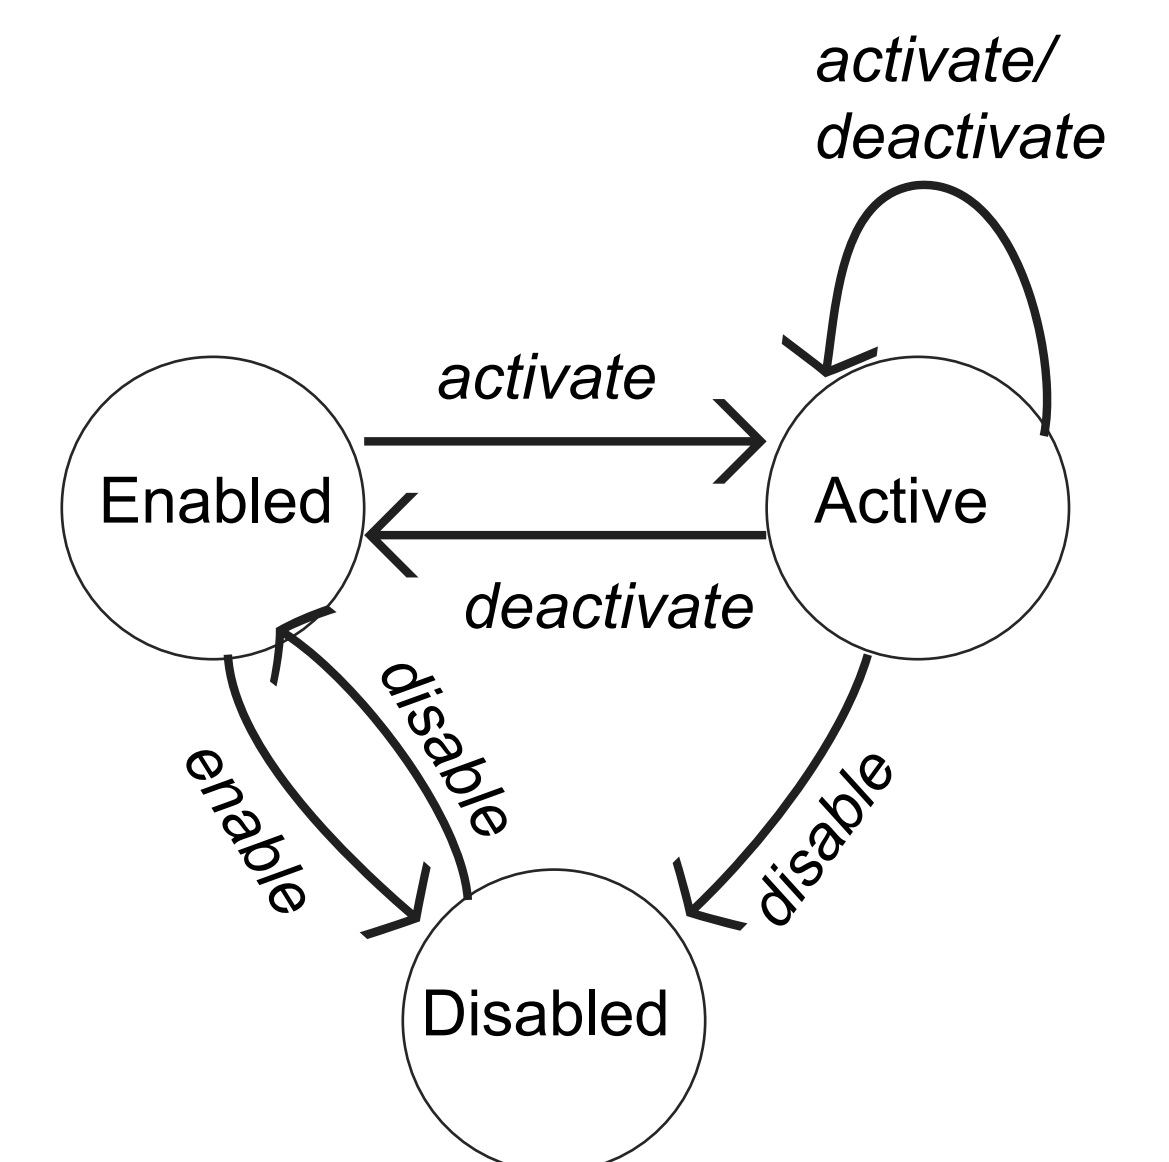 activate/
deactivate
activate
Enabled
Active
deactivate
disable
enable
disable
Disabled